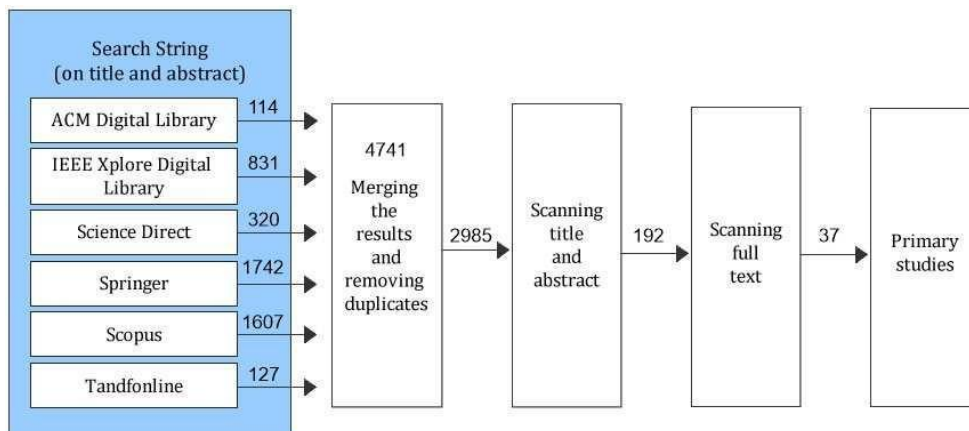 Search String
(on title and abstract)
ACM Digital Library
114
IEEE Xplore Digital
Library
831
Science Direct
320
Springer
1742
Scopus
1607
Tandfonline
127
4741
Merging
the
results
and
removing
duplicates
2985
Scanning
title
and
abstract
192
Scanning
full
text
37
Primary
studies